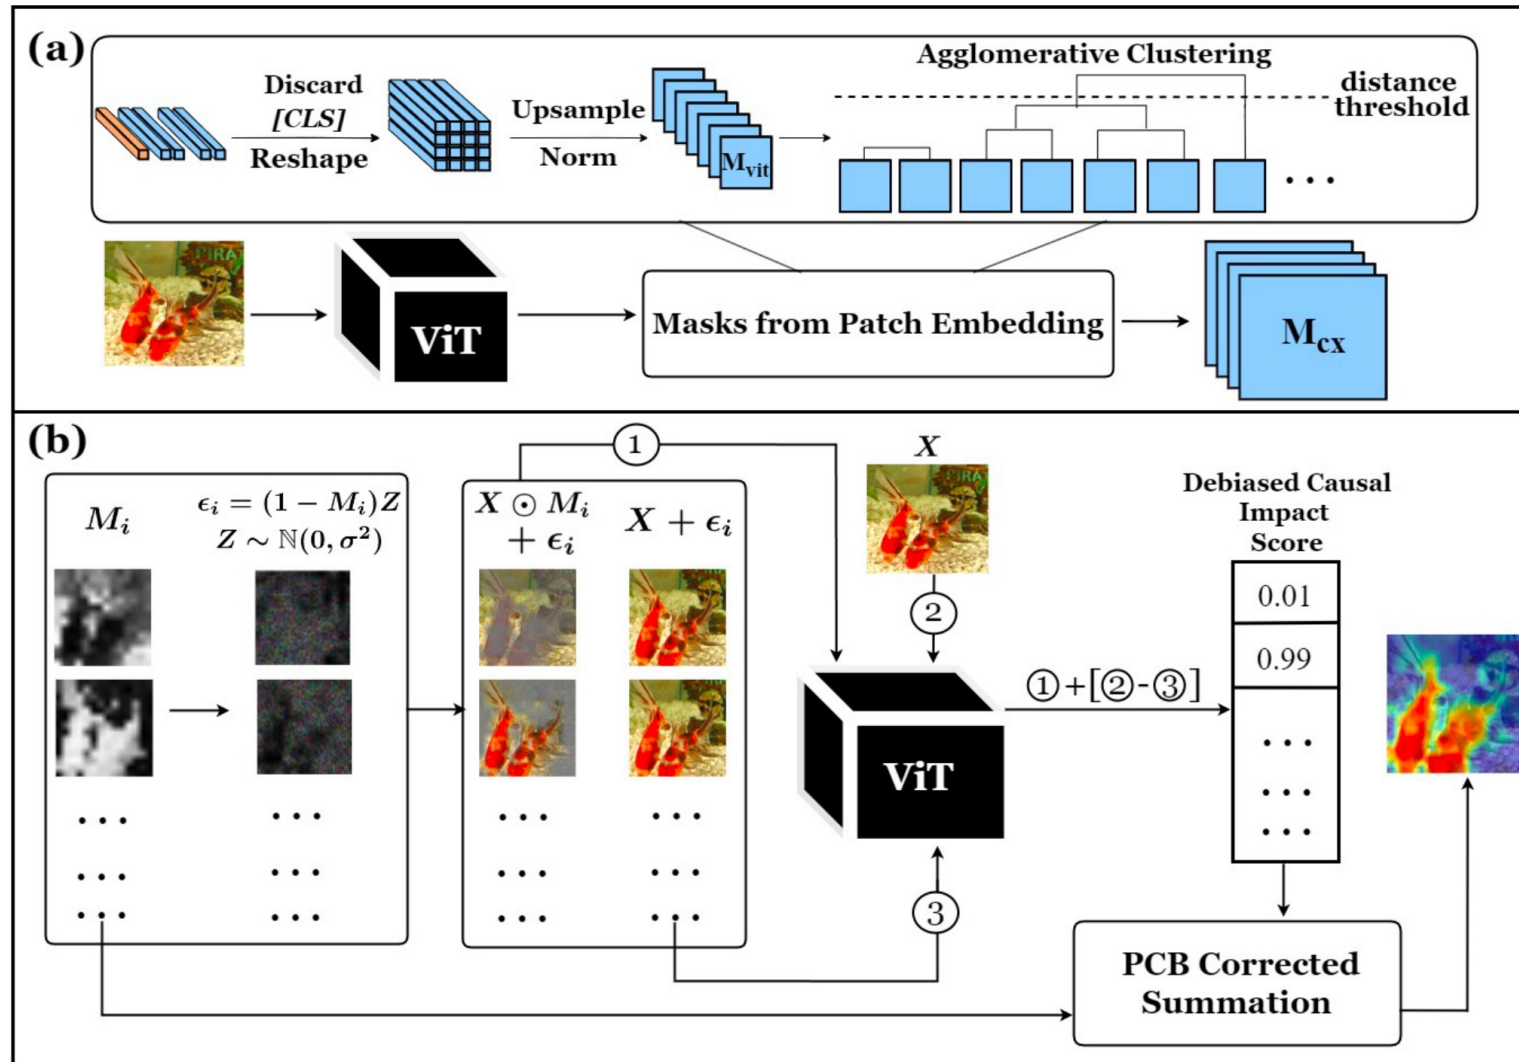 (a)
Agglomerative Clustering
Discard
[CLS]
Reshape
Upsample
Norm
M_vit
distance
threshold
. . .
PIRA
ViT
Masks from Patch Embedding
M_cx
(b)
1
X
M_i
ϵ_i = (1 − M_i)Z
Z ∼ ℕ(0, σ²)
X ⊙ M_i
+ ϵ_i
X + ϵ_i
PIRA
2
Debiased Causal
Impact
Score
0.01
0.99
①+[②-③]
ViT
. . . . . . . . . . . . . . .
. . . . . . . . . . . . . . .
. . . . . . . . . . . . . . .
3
PCB Corrected
Summation